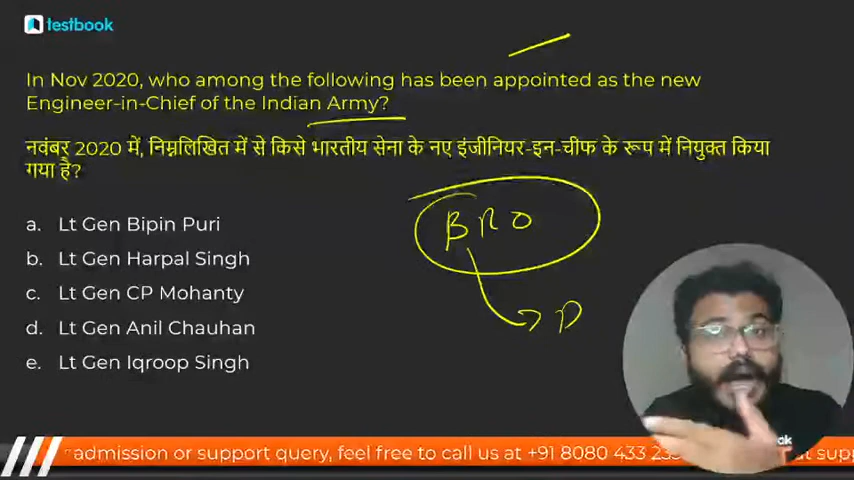 testbook
In Nov 2020, who among the following has been appointed as the new
Engineer-in-Chief of the Indian Army?
नवंबर 2020 में, निम्नलिखित में से किसे भारतीय सेना के नए इंजीनियर-इन-चीफ के रूप में नियुक्त किया
गया है?
a. Lt Gen Bipin Puri
b. Lt Gen Harpal Singh
c. Lt Gen CP Mohanty
d. Lt Gen Anil Chauhan
e. Lt Gen Iqroop Singh
BRO
D
admission or support query, feel free to call us at +91 8080 433 2